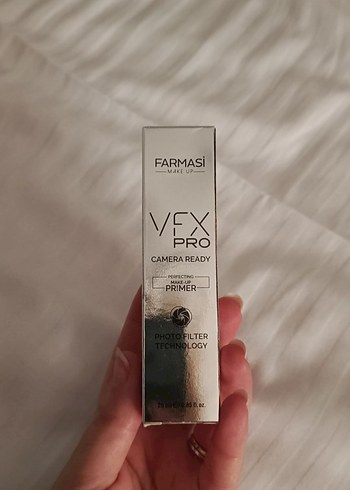 FARMASİ
MAKE UP
VFX
PRO
CAMERA READY
PERFECTING
MAKE-UP
PRIMER
PHOTO FILTER
TECHNOLOGY